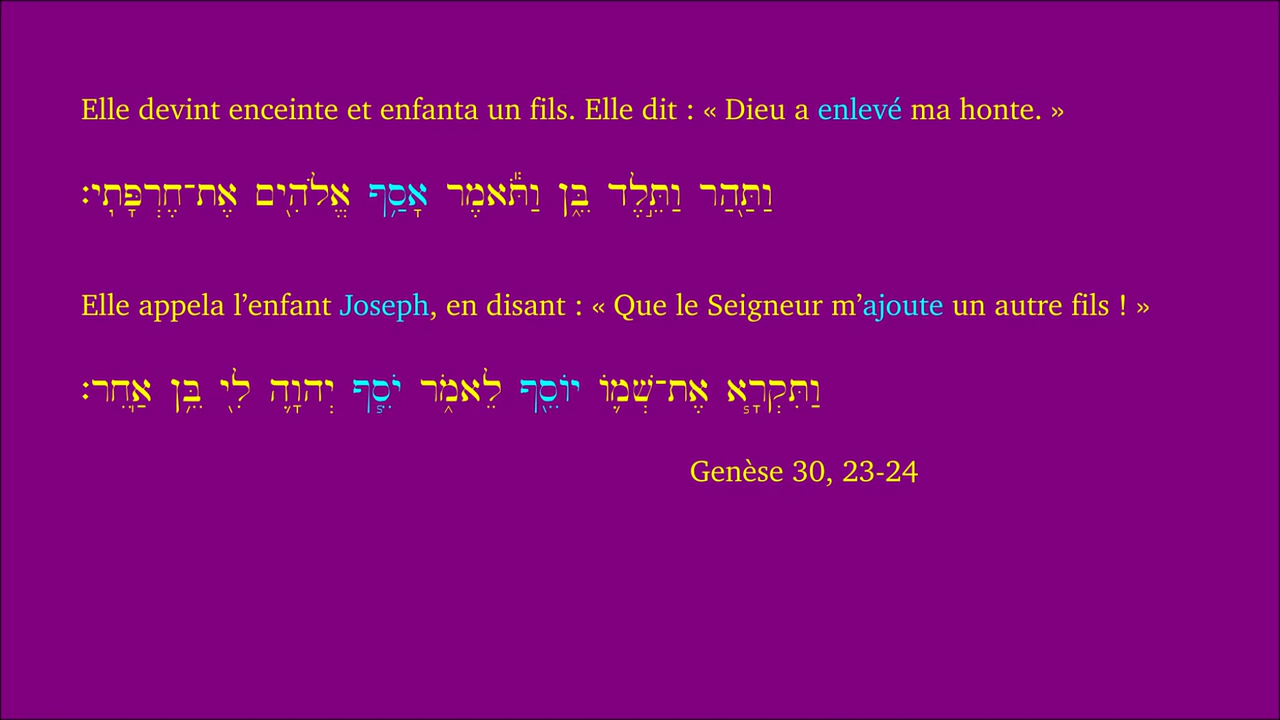 Elle devint enceinte et enfanta un fils. Elle dit : « Dieu a enlevé ma honte. »
וַתַּ֖הַר וַתֵּ֣לֶד בֵּ֑ן וַתֹּ֕אמֶר אָסַ֥ף אֱלֹהִ֖ים אֶת־חֶרְפָּתִֽי׃
Elle appela l’enfant Joseph, en disant : « Que le Seigneur m’ajoute un autre fils ! »
וַתִּקְרָ֧א אֶת־שְׁמ֛וֹ יוֹסֵ֖ף לֵאמֹ֑ר יֹסֵ֧ף יְהוָ֛ה לִ֖י בֵּ֥ן אַחֵֽר׃
Genèse 30, 23-24